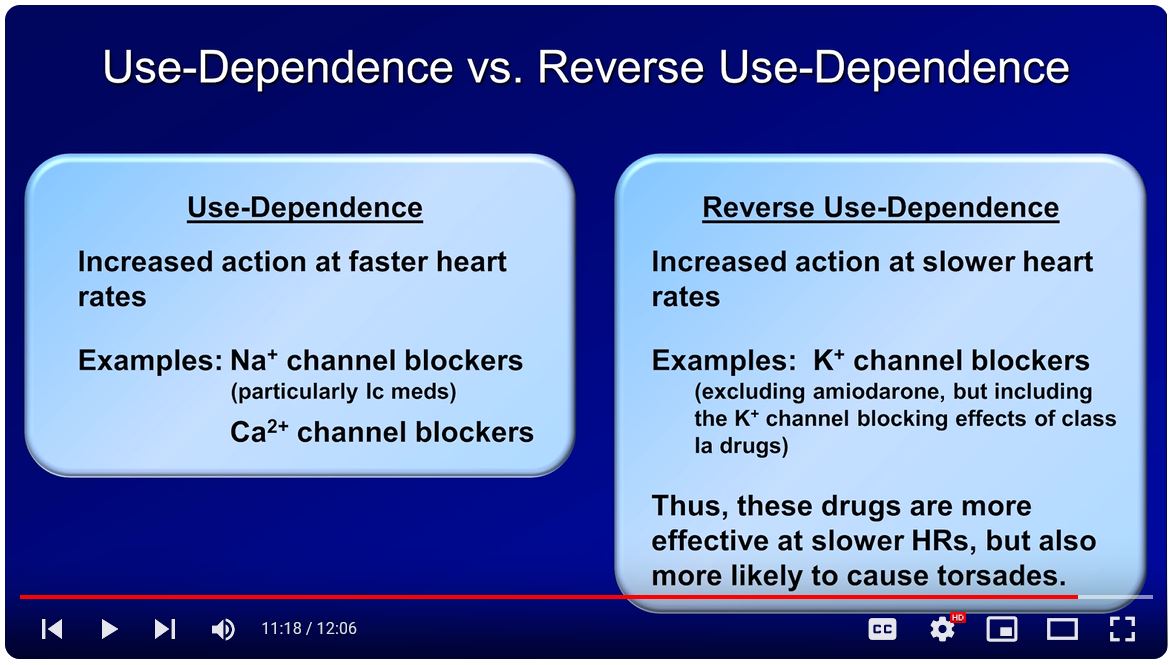 Use-Dependence vs. Reverse Use-Dependence
Use-Dependence
Increased action at faster heart
rates
Examples: Na⁺ channel blockers
(particularly Ic meds)
Ca²⁺ channel blockers
Reverse Use-Dependence
Increased action at slower heart
rates
Examples: K⁺ channel blockers
(excluding amiodarone, but including
the K⁺ channel blocking effects of class
Ia drugs)
Thus, these drugs are more
effective at slower HRs, but also
more likely to cause torsades.
11:18 / 12:06
CC
HD